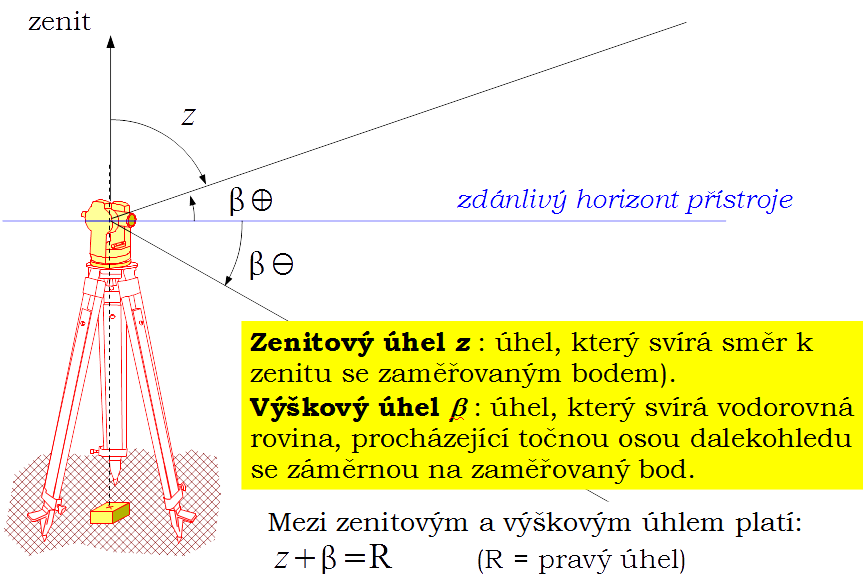 zenit
z
β⊕
zdánlivý horizont přístroje
β⊖
Zenitový úhel z : úhel, který svírá směr k
zenitu se zaměřovaným bodem).
Výškový úhel β : úhel, který svírá vodorovná
rovina, procházející točnou osou dalekohledu
se záměrnou na zaměřovaný bod.
Mezi zenitovým a výškovým úhlem platí:
z+β=R (R = pravý úhel)